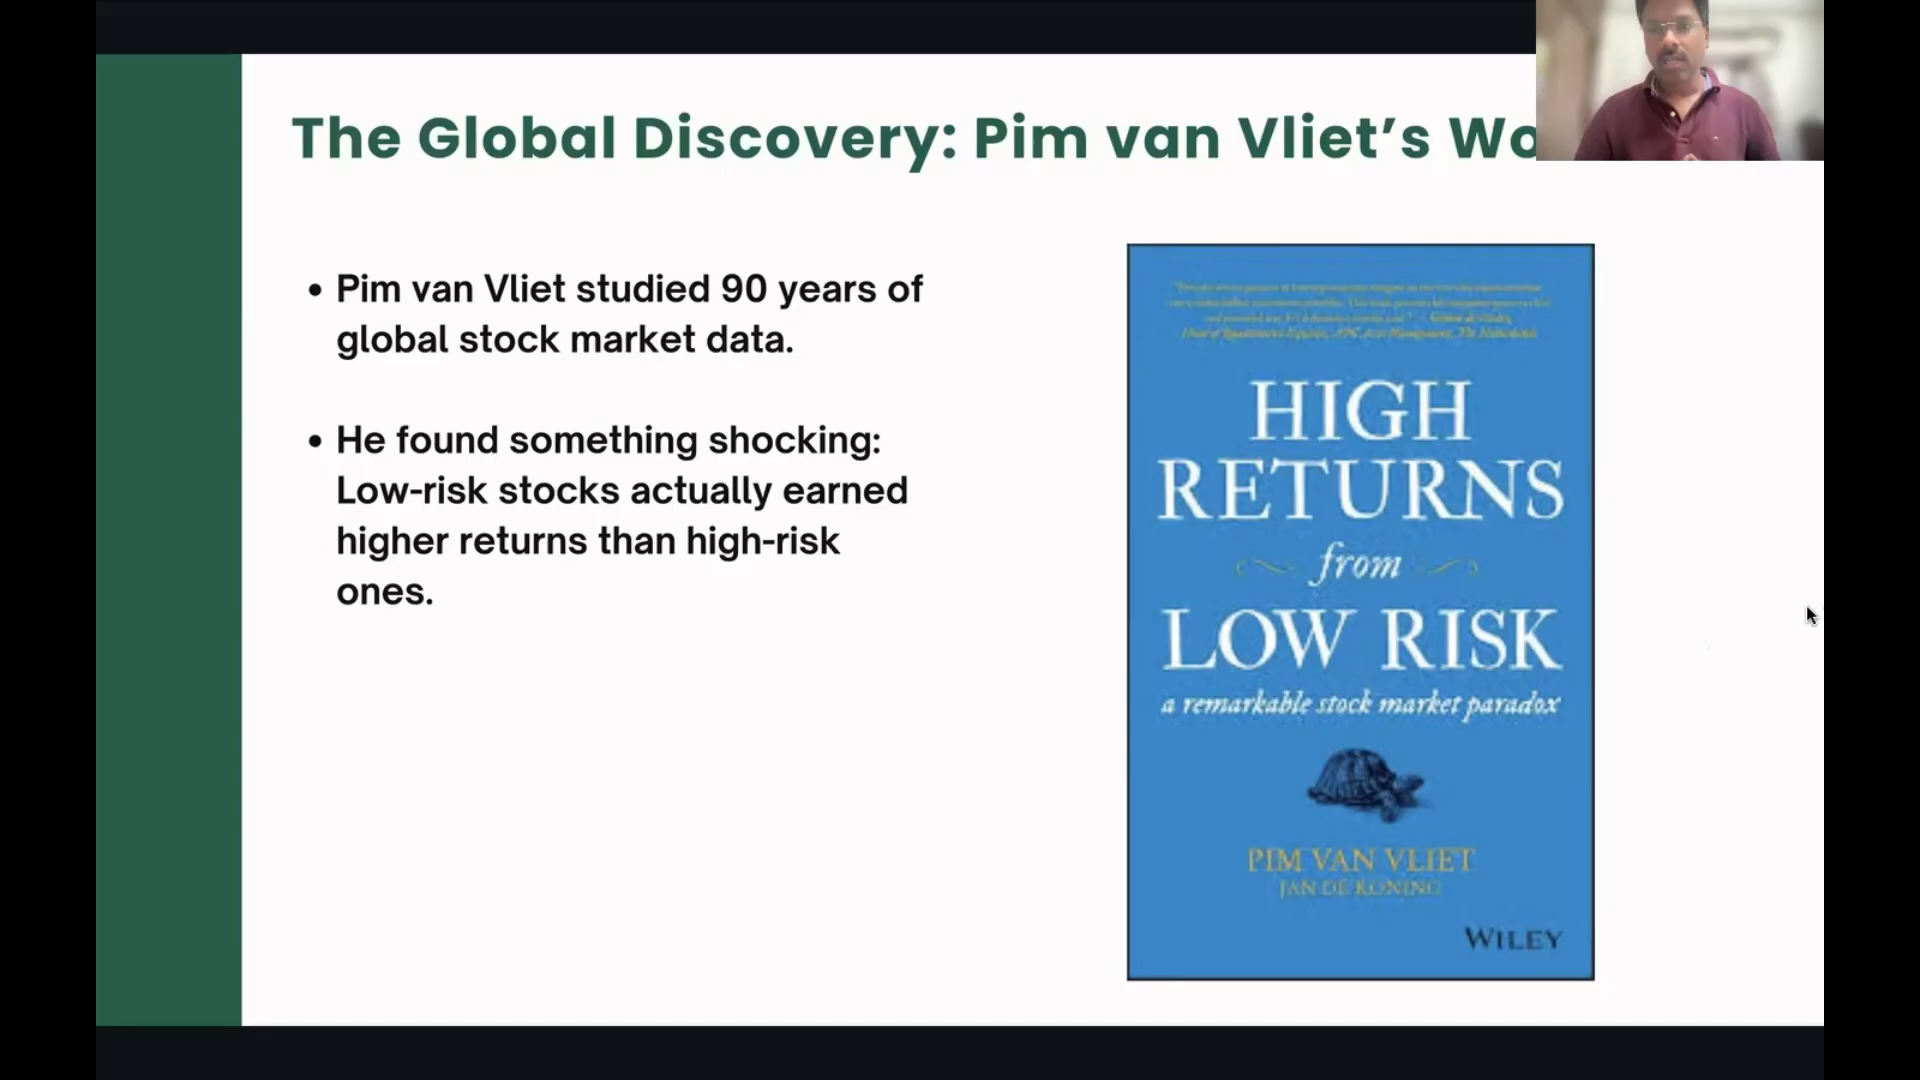 The Global Discovery: Pim van Vliet's Wo
• Pim van Vliet studied 90 years of
global stock market data.
• He found something shocking:
Low-risk stocks actually earned
higher returns than high-risk
ones.
HIGH
RETURNS
from
LOW RISK
a remarkable stock market paradox
PIM VAN VLIET
JAN DE KONING
WILEY